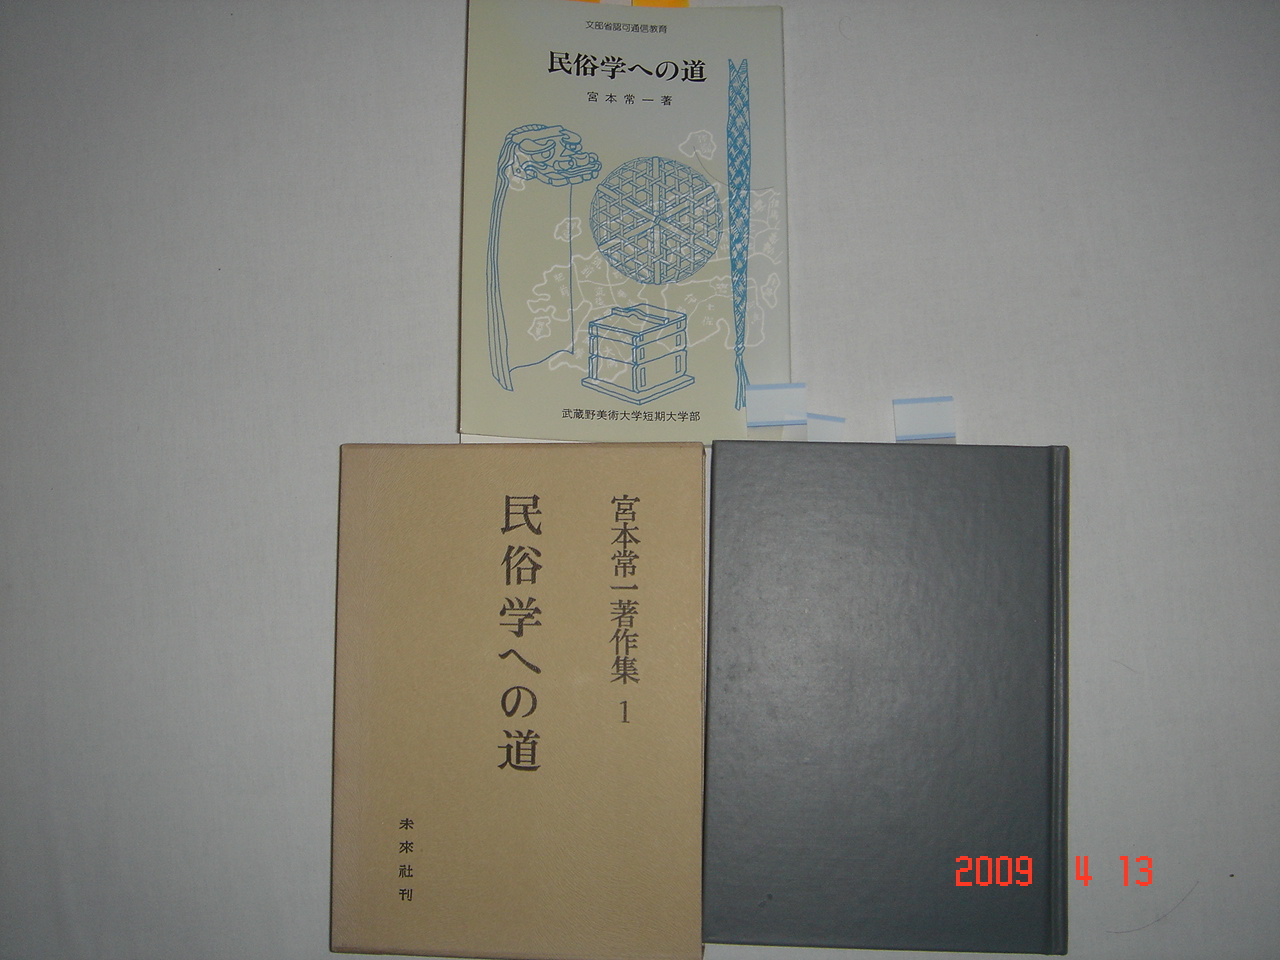 文部省認可通信教育
民俗学への道
宮本常一著
武蔵野美術大学短期大学部
宮本常一著作集 1
民俗学への道
未來社刊
2009 4 13